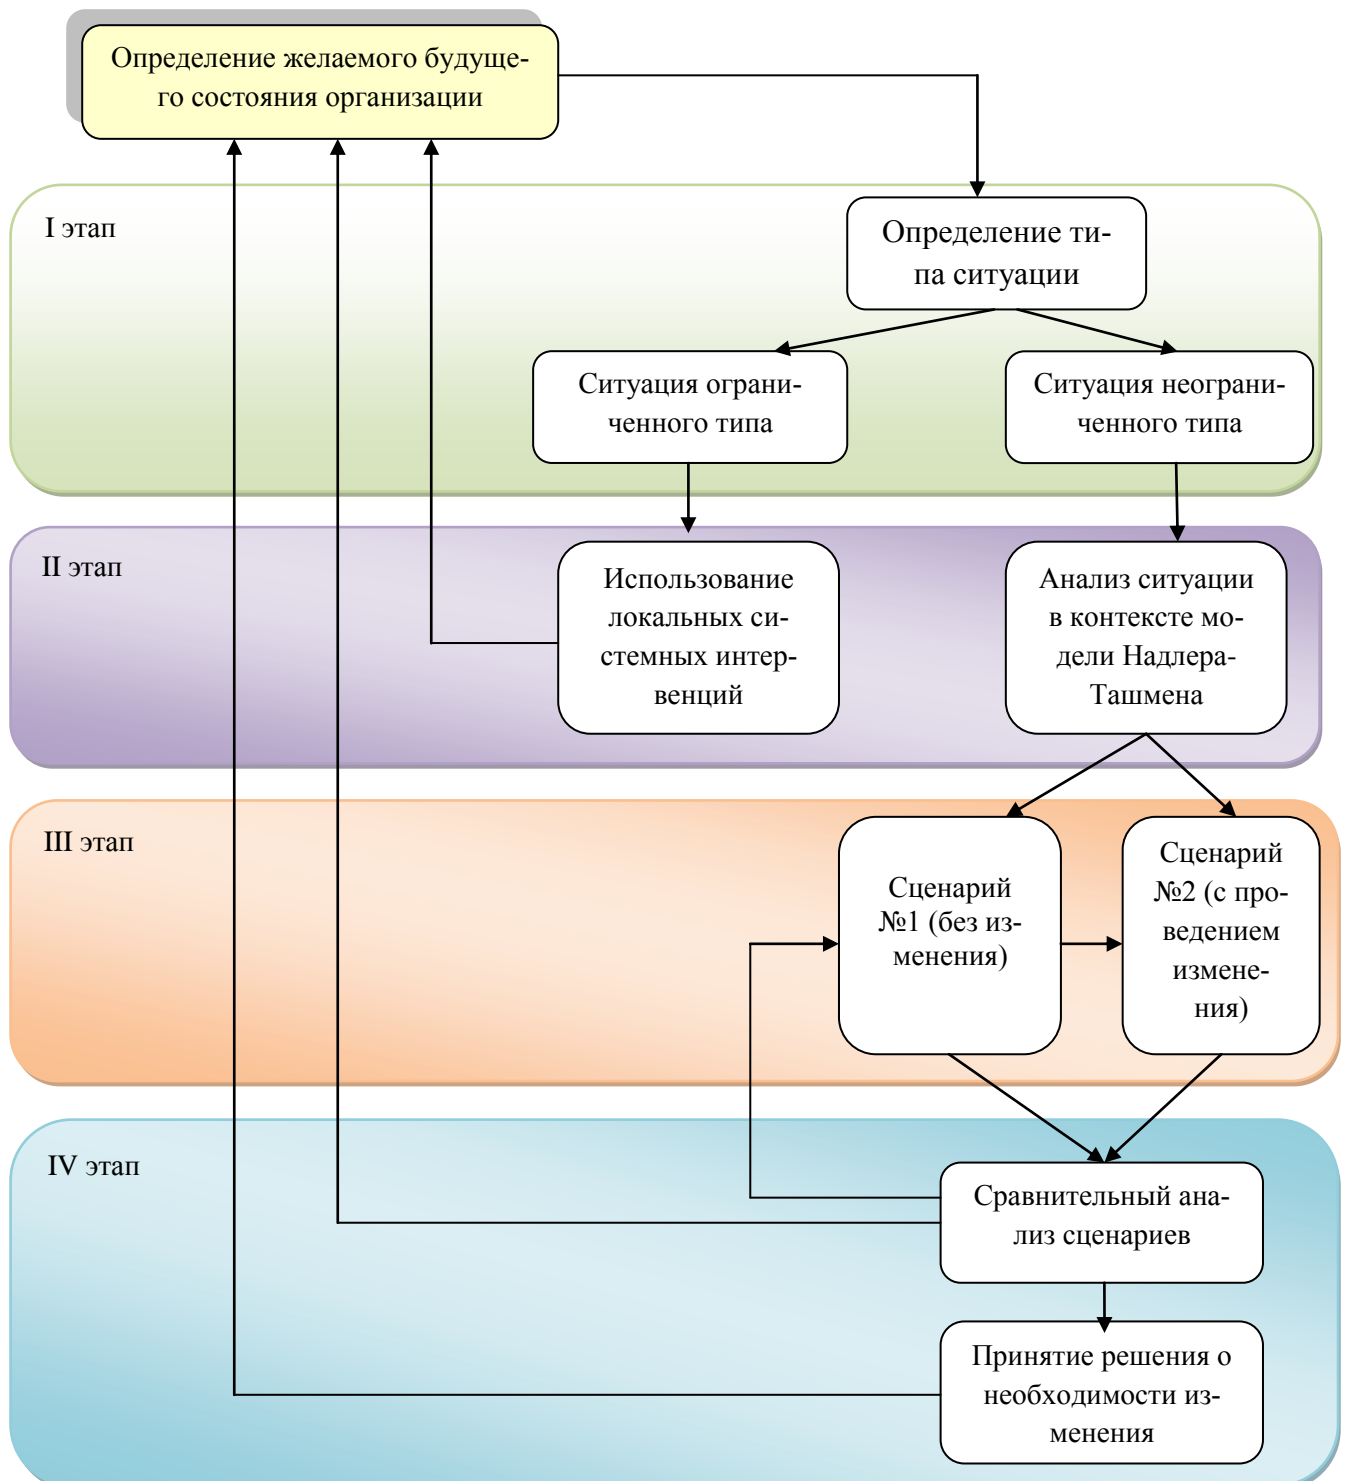 Определение желаемого будуще-
го состояния организации
I этап
Определение ти-
па ситуации
Ситуация ограни-
ченного типа
Ситуация неограни-
ченного типа
II этап
Использование
локальных си-
стемных интер-
венций
Анализ ситуации
в контексте мо-
дели Надлера-
Ташмена
III этап
Сценарий
№1 (без из-
менения)
Сценарий
№2 (с про-
ведением
измене-
ния)
IV этап
Сравнительный ана-
лиз сценариев
Принятие решения о
необходимости из-
менения